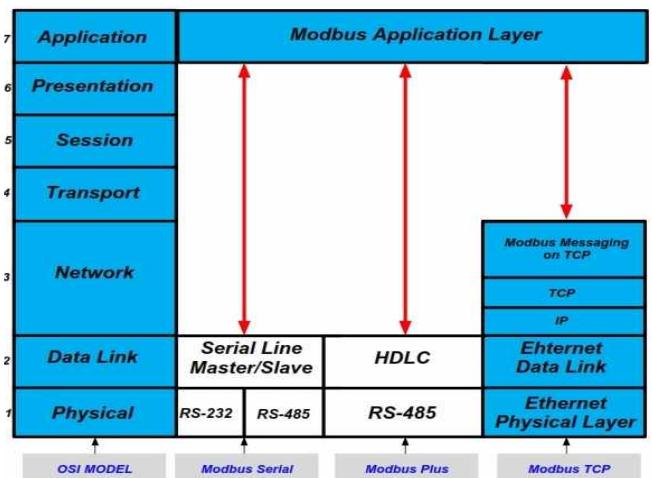 7
Application
Modbus Application Layer
6
Presentation
5
Session
4
Transport
3
Network
Modbus Messaging
on TCP
TCP
IP
2
Data Link
Serial Line
Master/Slave
HDLC
Ehternet
Data Link
1
Physical
RS-232
RS-485
RS-485
Ethernet
Physical Layer
OSI MODEL
Modbus Serial
Modbus Plus
Modbus TCP